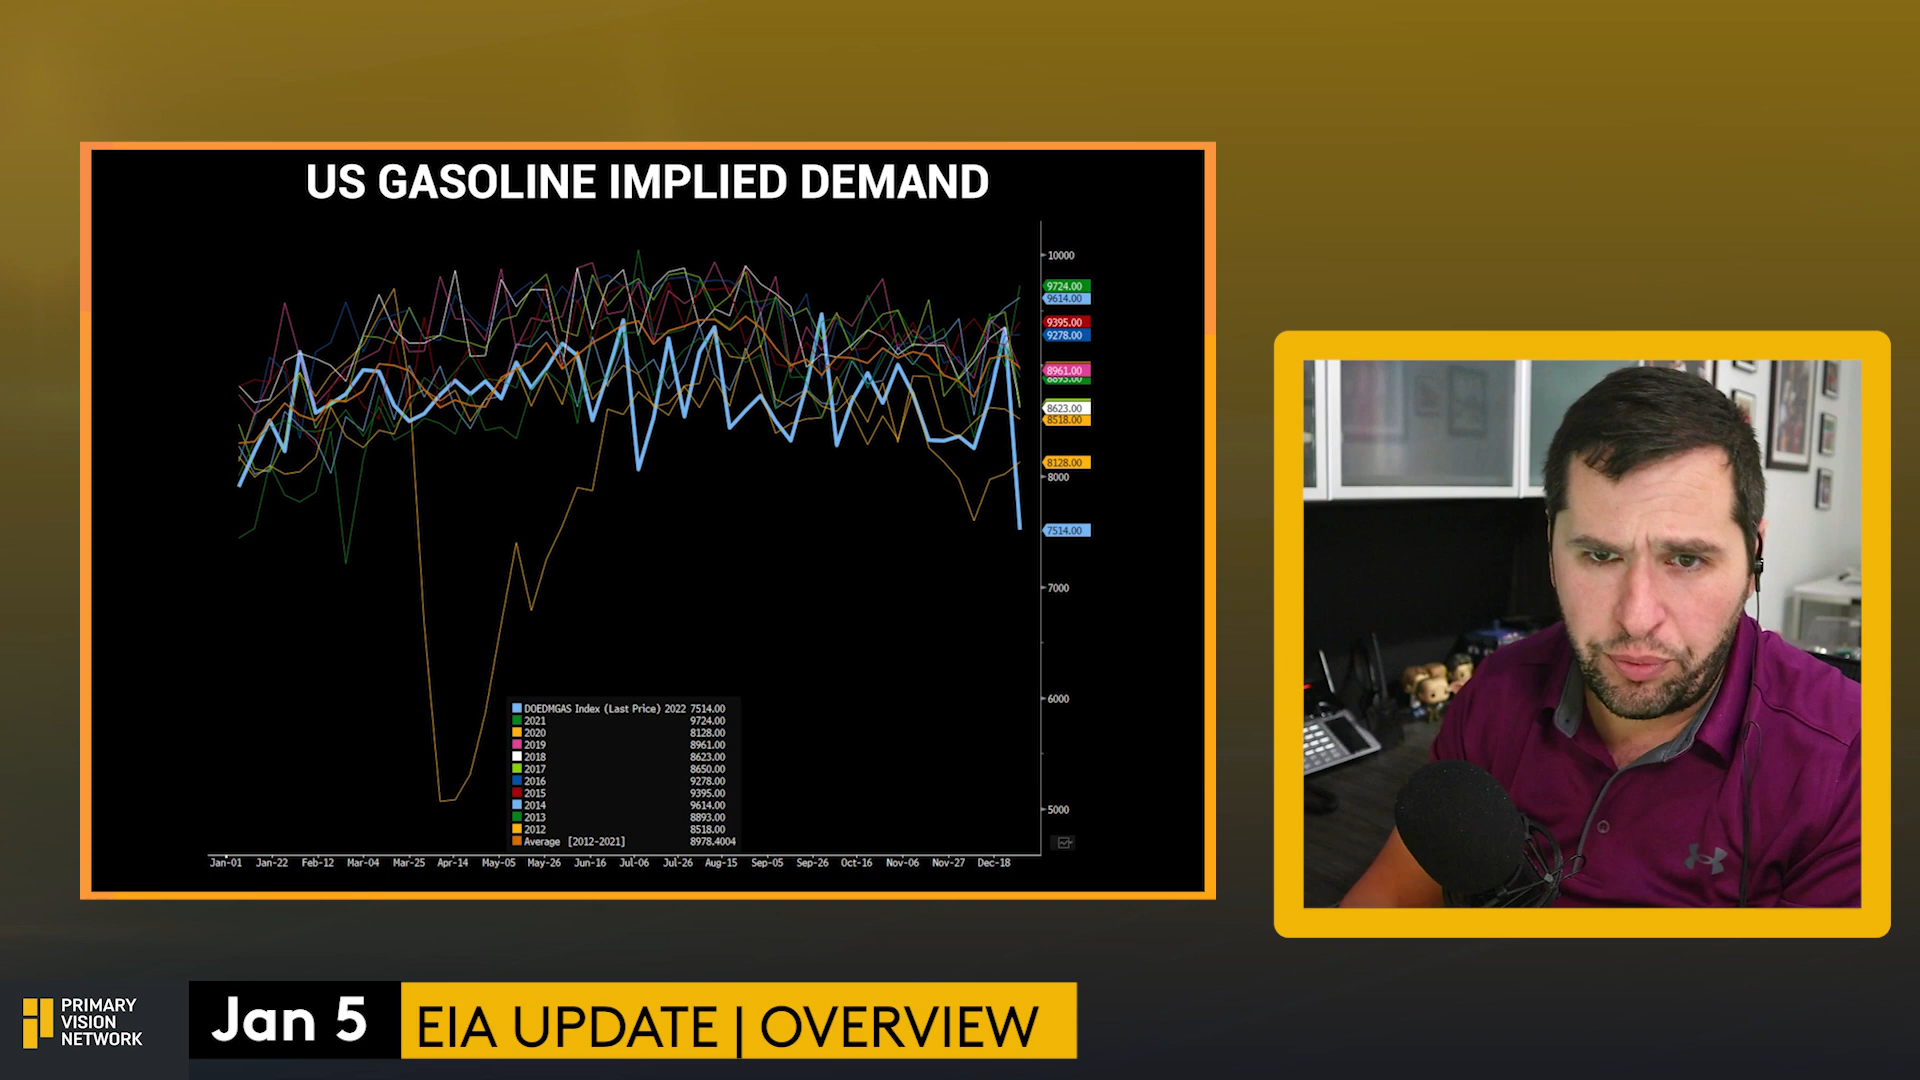 US GASOLINE IMPLIED DEMAND
10000
9724.00
9614.00
9395.00
9278.00
8961.00
8893.00
8623.00
8518.00
8128.00
8000
7514.00
7000
6000
5000
DOEDMGAS Index (Last Price) 2022 7514.00
2021 9724.00
2020 8128.00
2019 8961.00
2018 8623.00
2017 8650.00
2016 9278.00
2015 9395.00
2014 9614.00
2013 8893.00
2012 8518.00
Average [2012-2021] 8978.4004
Jan-01 Jan-22 Feb-12 Mar-04 Mar-25 Apr-14 May-05 May-26 Jun-16 Jul-06 Jul-26 Aug-15 Sep-05 Sep-26 Oct-16 Nov-06 Nov-27 Dec-18
PRIMARY
VISION
NETWORK
Jan 5
EIA UPDATE | OVERVIEW